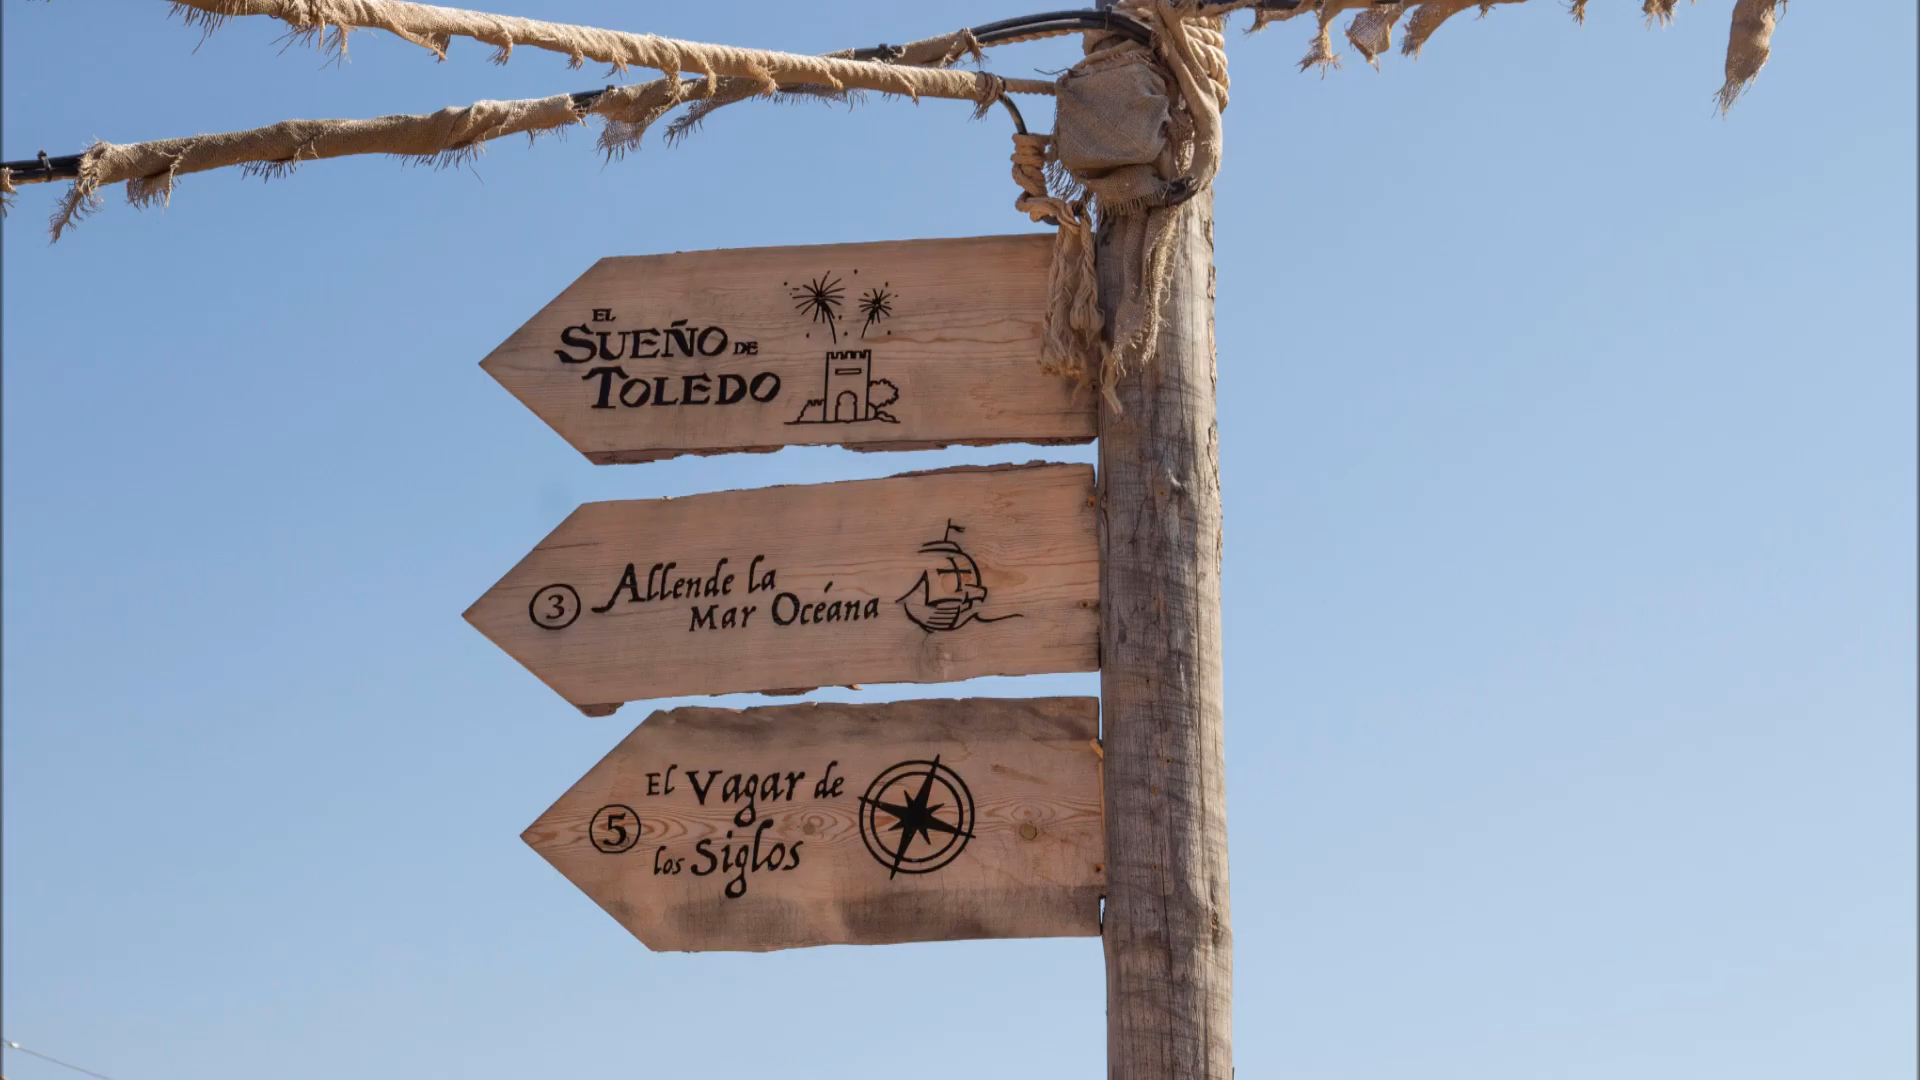 EL
SUEÑO DE
TOLEDO
3 Allende la
Mar Océana
El Vagar de
5
los Siglos